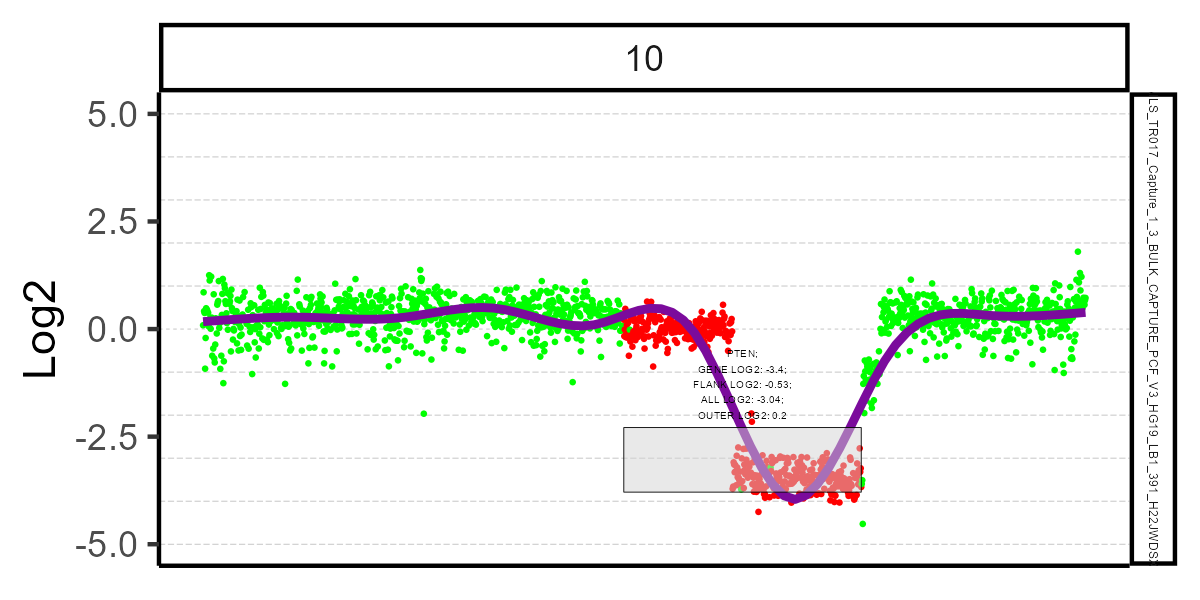 10
Log2
5.0
2.5
0.0
-2.5
-5.0
PTEN;
GENE LOG2: -3.4;
FLANK LOG2: -0.53;
ALL LOG2: -3.04;
OUTER LOG2: 0.2
LS_TR017_Capture_1_3_BULK_CAPTURE_PCF_V3_HG19_LB1_391_H22JWDS